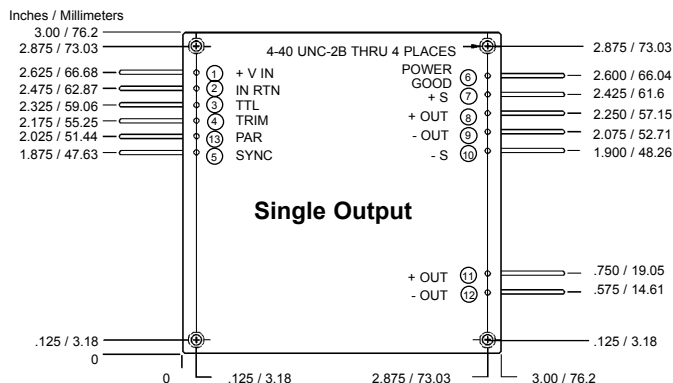 Inches / Millimeters
3.00 / 76.2
2.875 / 73.03
4-40 UNC-2B THRU 4 PLACES
2.875 / 73.03
2.625 / 66.68
1
+ V IN
POWER
GOOD
6
2.600 / 66.04
2.475 / 62.87
2
IN RTN
+ S
7
2.425 / 61.6
2.325 / 59.06
3
TTL
+ OUT
8
2.250 / 57.15
2.175 / 55.25
4
TRIM
- OUT
9
2.075 / 52.71
2.025 / 51.44
13
PAR
- S
10
1.900 / 48.26
1.875 / 47.63
5
SYNC
Single Output
+ OUT
11
.750 / 19.05
- OUT
12
.575 / 14.61
.125 / 3.18
.125 / 3.18
0
0
.125 / 3.18
2.875 / 73.03
3.00 / 76.2